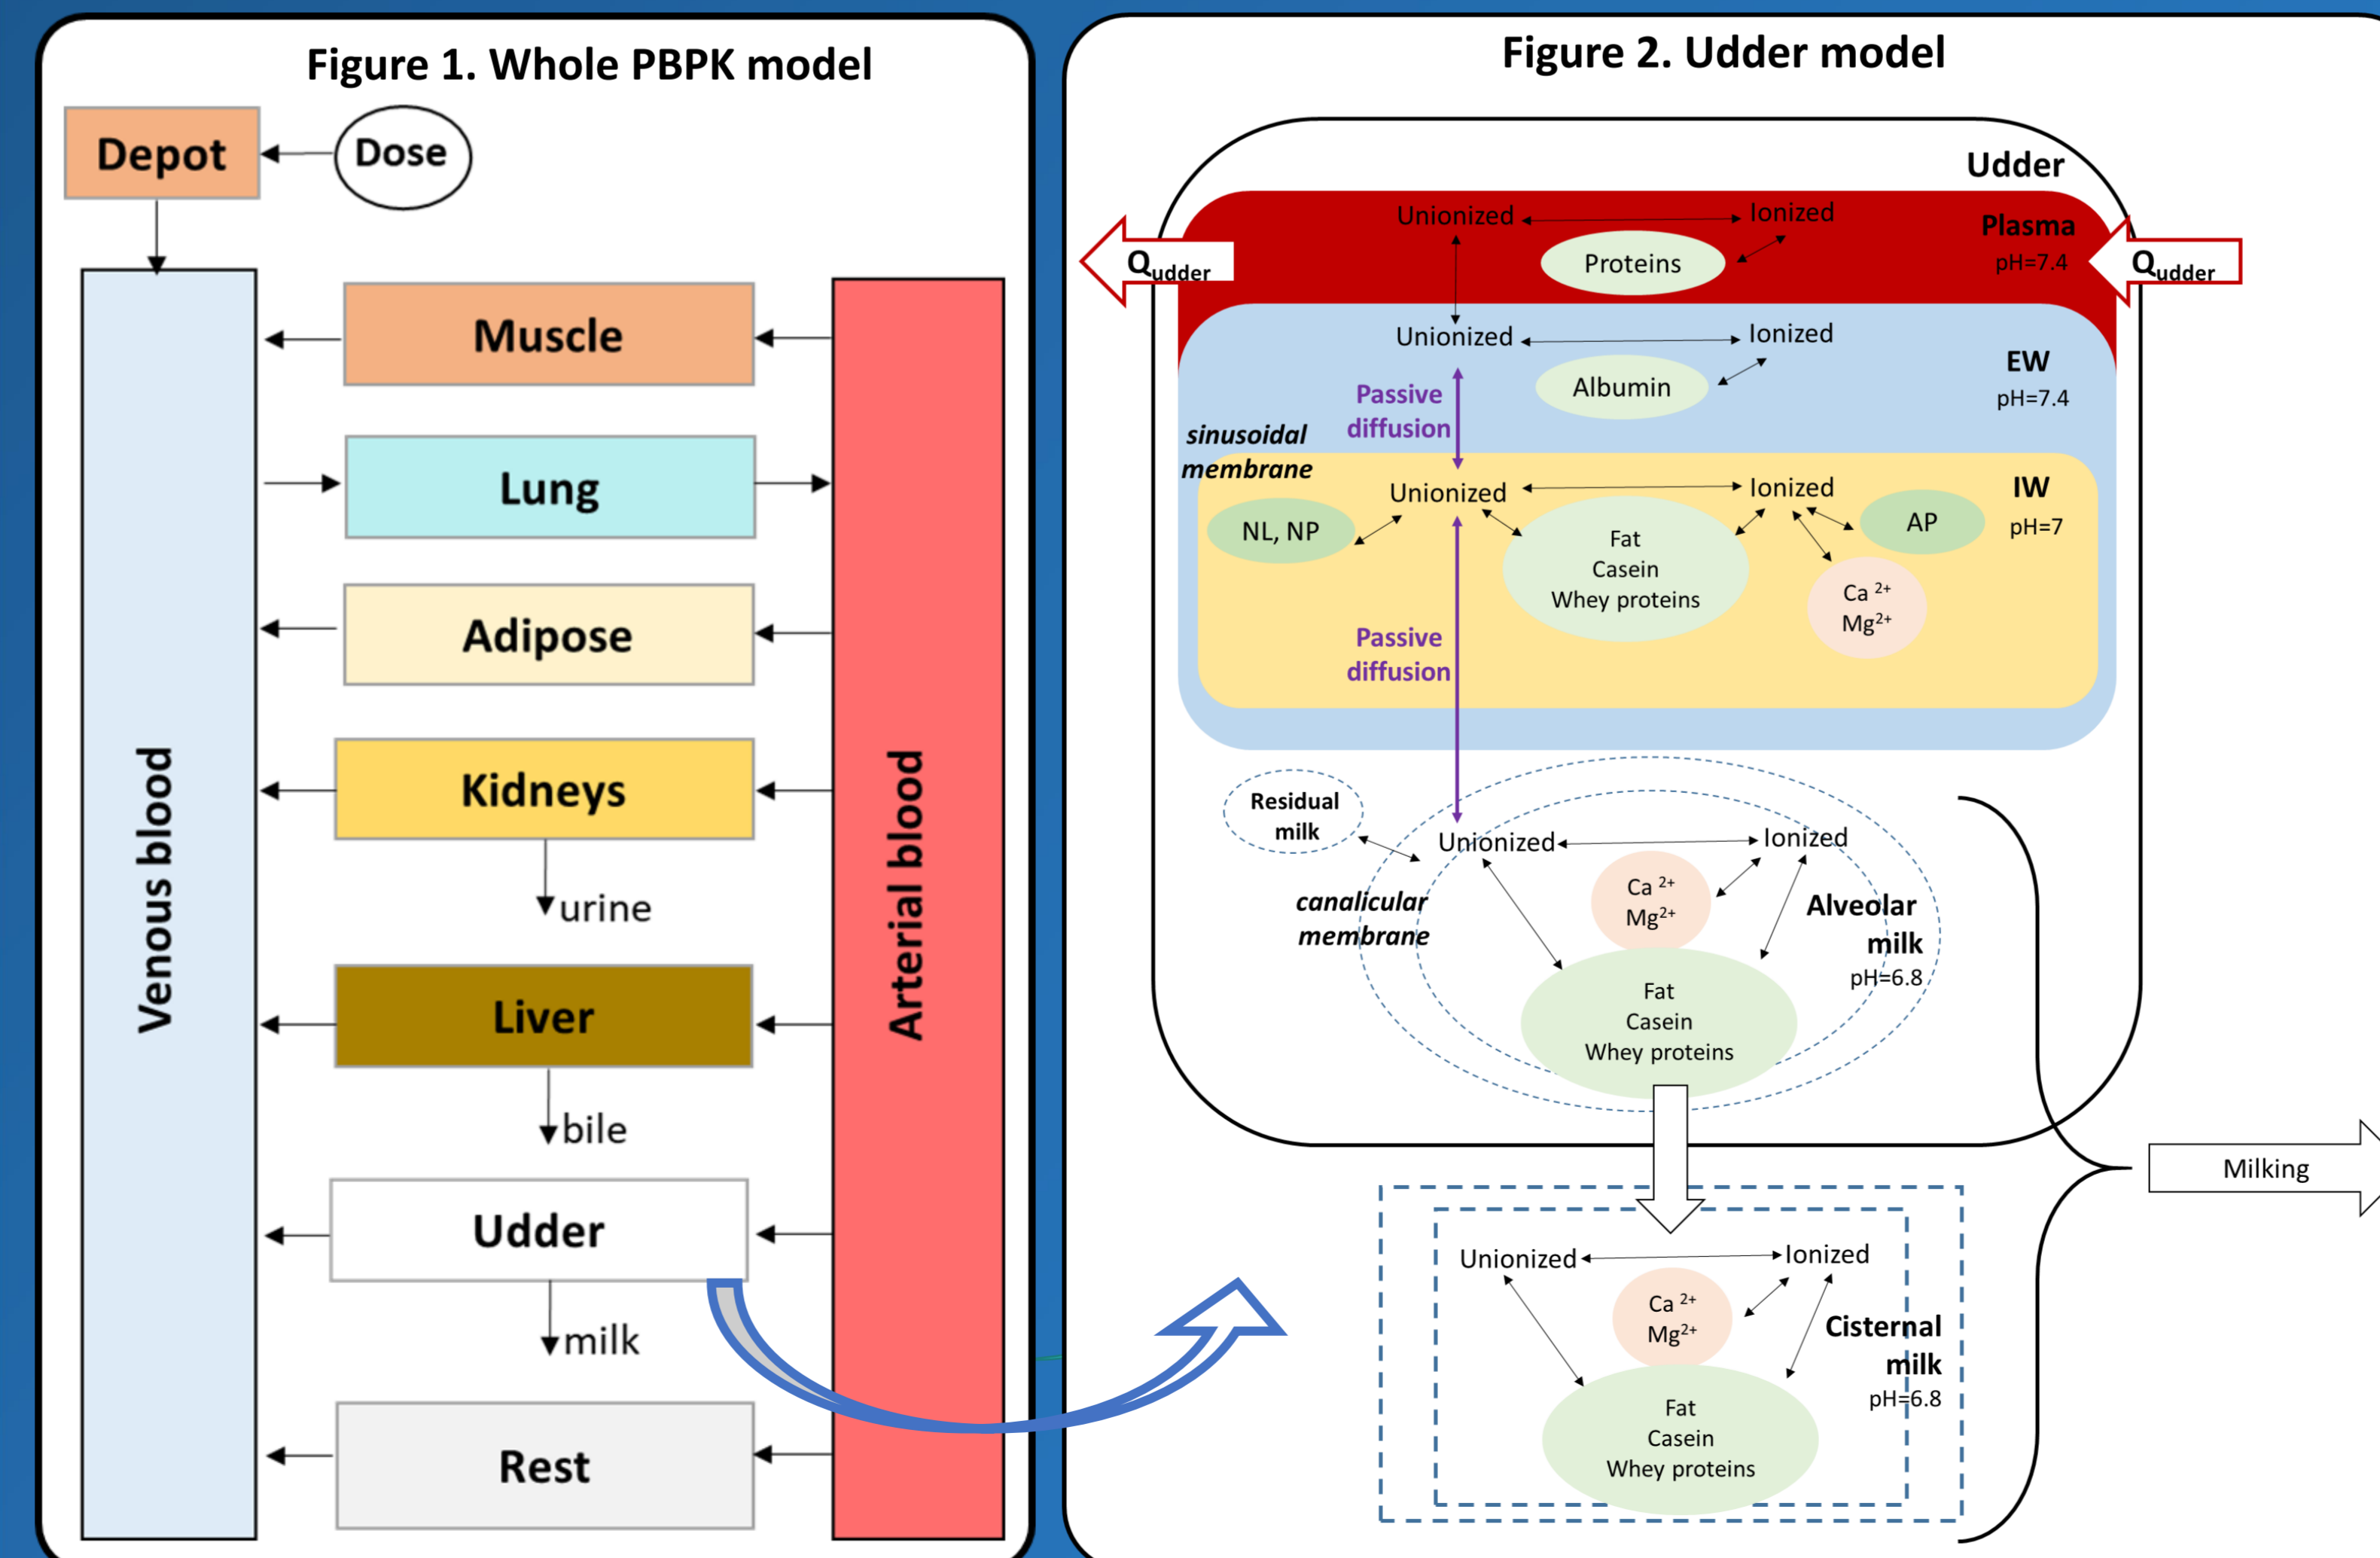 Figure 1. Whole PBPK model
Depot
Dose
Muscle
Lung
Adipose
Kidneys
urine
Liver
bile
Udder
milk
Rest
Venous blood
Arterial blood
Figure 2. Udder model
Udder
Unionized
Ionized
Plasma
pH=7.4
Proteins
Qudder
Qudder
Unionized
Ionized
EW
pH=7.4
Albumin
Passive
diffusion
sinusoidal
membrane
Unionized
Ionized
IW
pH=7
NL, NP
Fat
Casein
Whey proteins
AP
Ca 2+
Mg2+
Passive
diffusion
Residual
milk
Unionized
Ionized
canalicular
membrane
Ca 2+
Mg2+
Alveolar
milk
pH=6.8
Fat
Casein
Whey proteins
Milking
Unionized
Ionized
Ca 2+
Mg2+
Cisternal
milk
pH=6.8
Fat
Casein
Whey proteins